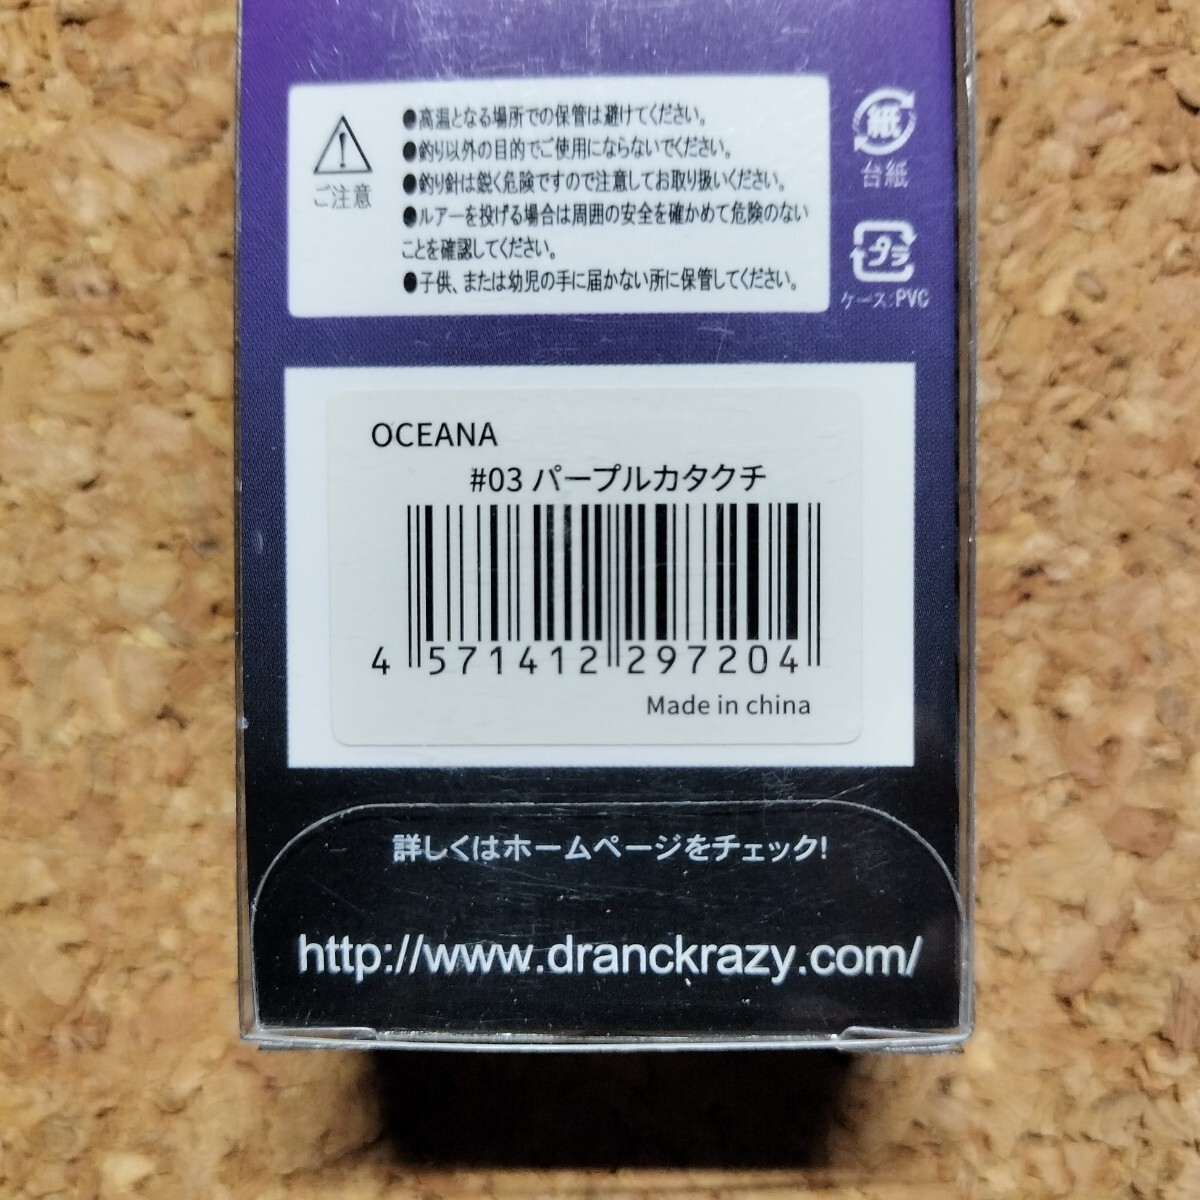 ●高温となる場所での保管は避けてください。
●釣り以外の目的でご使用にならないでください。
●釣り針は鋭く危険ですので注意してお取り扱いください。
●ルアーを投げる場合は周囲の安全を確かめて危険のない
ことを確認してください。
●子供、または幼児の手に届かない所に保管してください。
ご注意
紙
台紙
プラ
ケース:PVC
OCEANA
#03 パープルカタクチ
4 571412 297204
Made in china
詳しくはホームページをチェック!
http://www.dranckrazy.com/